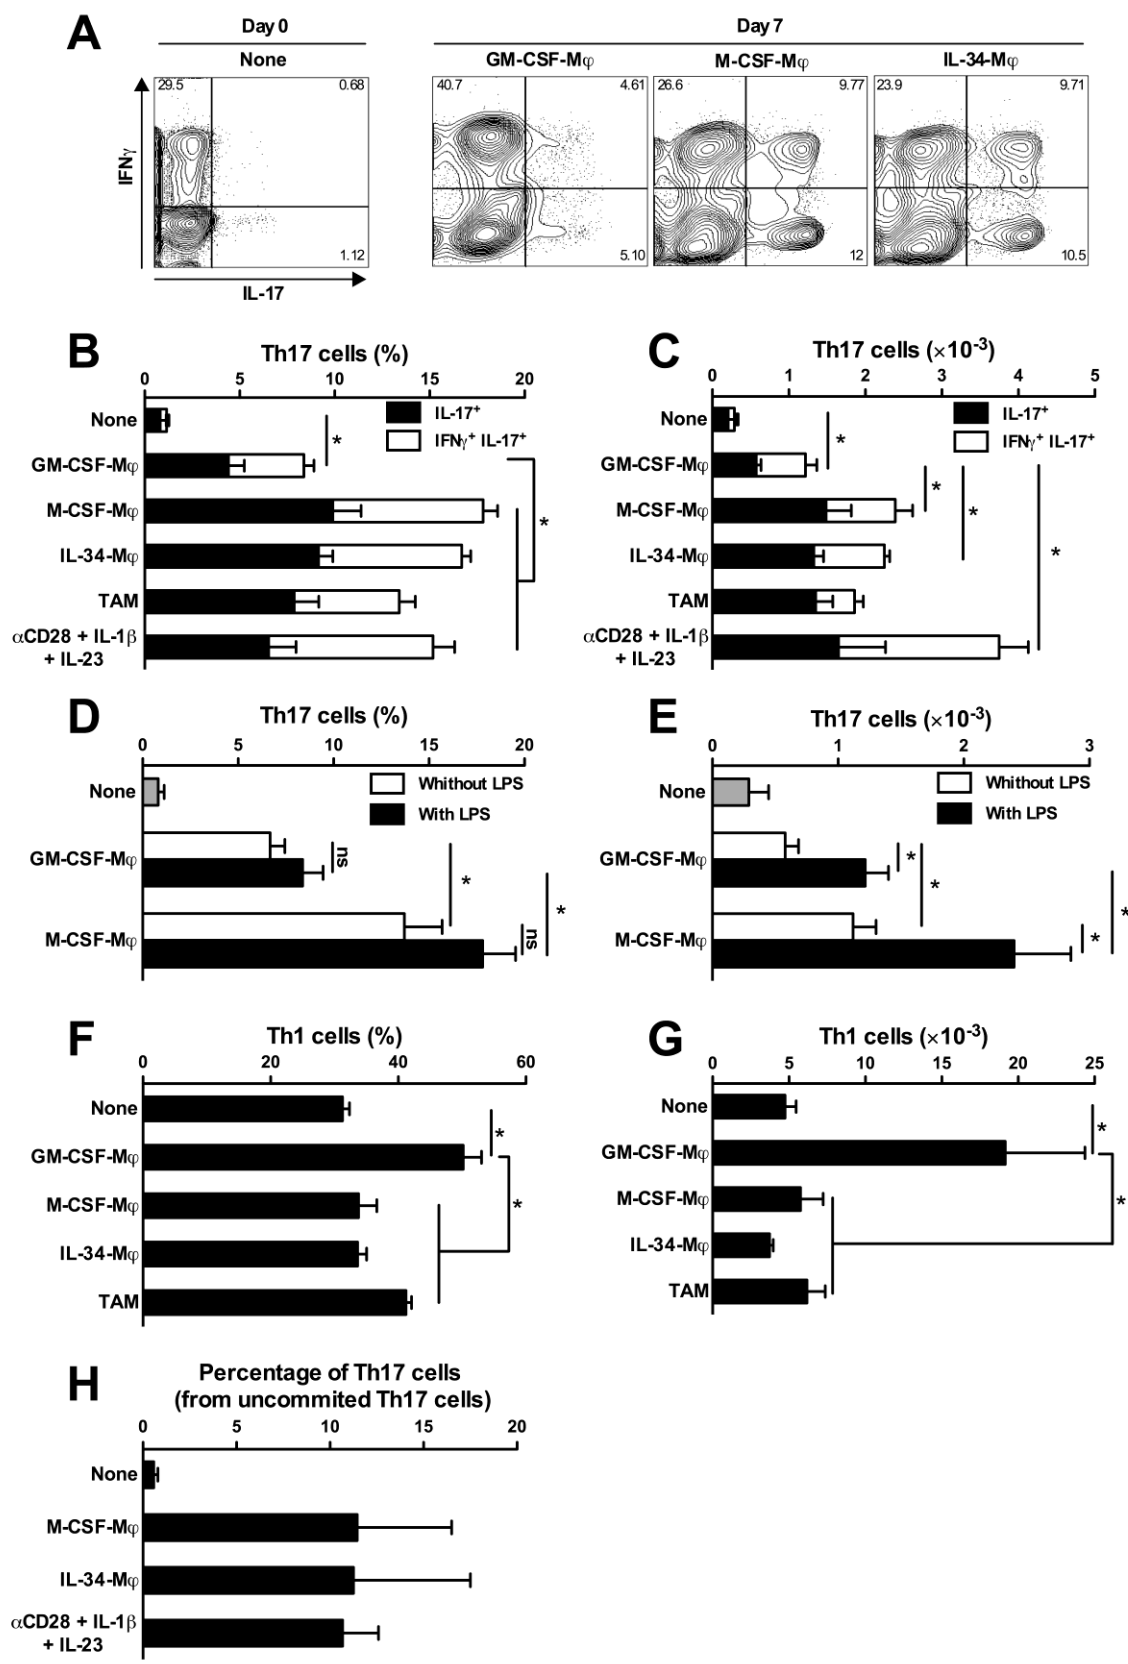 A
Day 0
Day 7
None
GM-CSF-Mφ
M-CSF-Mφ
IL-34-Mφ
29.5
0.68
1.12
40.7
4.61
5.10
26.6
9.77
12
23.9
9.71
10.5
IFNγ
IL-17
B
Th17 cells (%)
0 5 10 15 20
IL-17+
IFNγ+ IL-17+
None
GM-CSF-Mφ
M-CSF-Mφ
IL-34-Mφ
TAM
αCD28 + IL-1β
+ IL-23
*
*
C
Th17 cells (×10-3)
0 1 2 3 4 5
IL-17+
IFNγ+ IL-17+
None
GM-CSF-Mφ
M-CSF-Mφ
IL-34-Mφ
TAM
αCD28 + IL-1β
+ IL-23
*
*
*
*
D
Th17 cells (%)
0 5 10 15 20
Whithout LPS
With LPS
None
GM-CSF-Mφ
M-CSF-Mφ
ns
*
ns
*
E
Th17 cells (×10-3)
0 1 2 3
Whithout LPS
With LPS
None
GM-CSF-Mφ
M-CSF-Mφ
*
*
*
*
F
Th1 cells (%)
0 20 40 60
None
GM-CSF-Mφ
M-CSF-Mφ
IL-34-Mφ
TAM
*
*
G
Th1 cells (×10-3)
0 5 10 15 20 25
None
GM-CSF-Mφ
M-CSF-Mφ
IL-34-Mφ
TAM
*
*
H
Percentage of Th17 cells
(from uncommited Th17 cells)
0 5 10 15 20
None
M-CSF-Mφ
IL-34-Mφ
αCD28 + IL-1β
+ IL-23